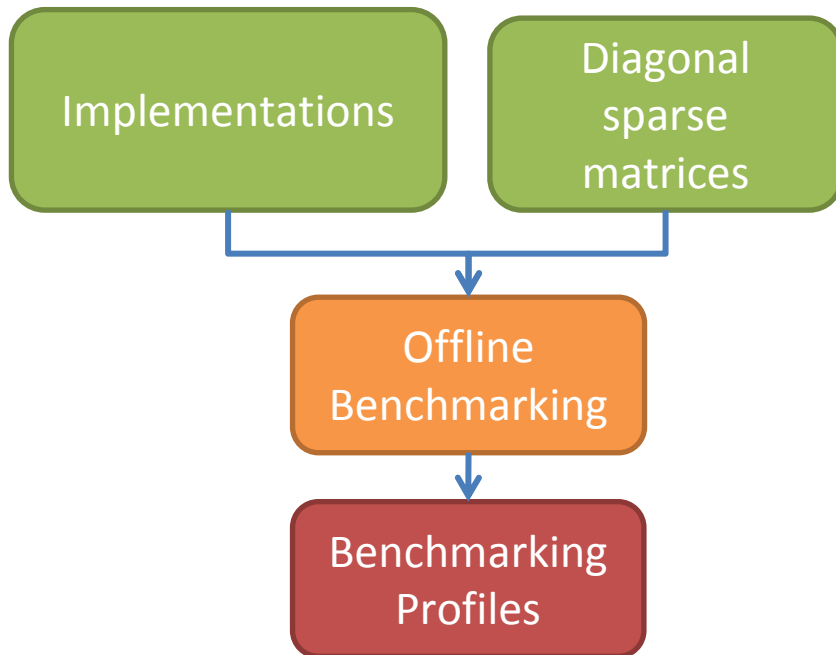 Implementations
Diagonal
sparse
matrices
Offline
Benchmarking
Benchmarking
Profiles